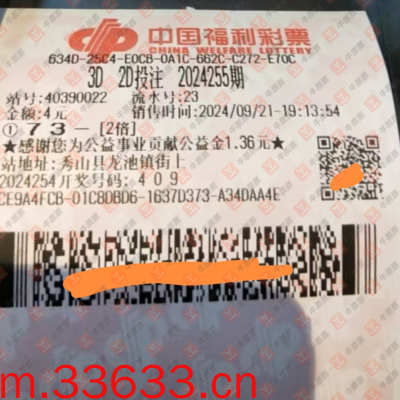 中国福利彩票
CHINA WELFARE LOTTERY
634D-25C4-E0CB-0A1C-662C-C272-E70C
3D 2D投注 2024255期
站号:40390022 流水号:23
金额:4元 销售时间:2024/09/21-19:13:54
① 7 3 — [2倍]
★感谢您为公益事业贡献公益金1.36元★
站地址:秀山县龙池镇街上
2024254开奖号码: 4 0 9
CE9A4FCB-01C8DBD6-1637D373-A34DAA4E
m.33633.cn